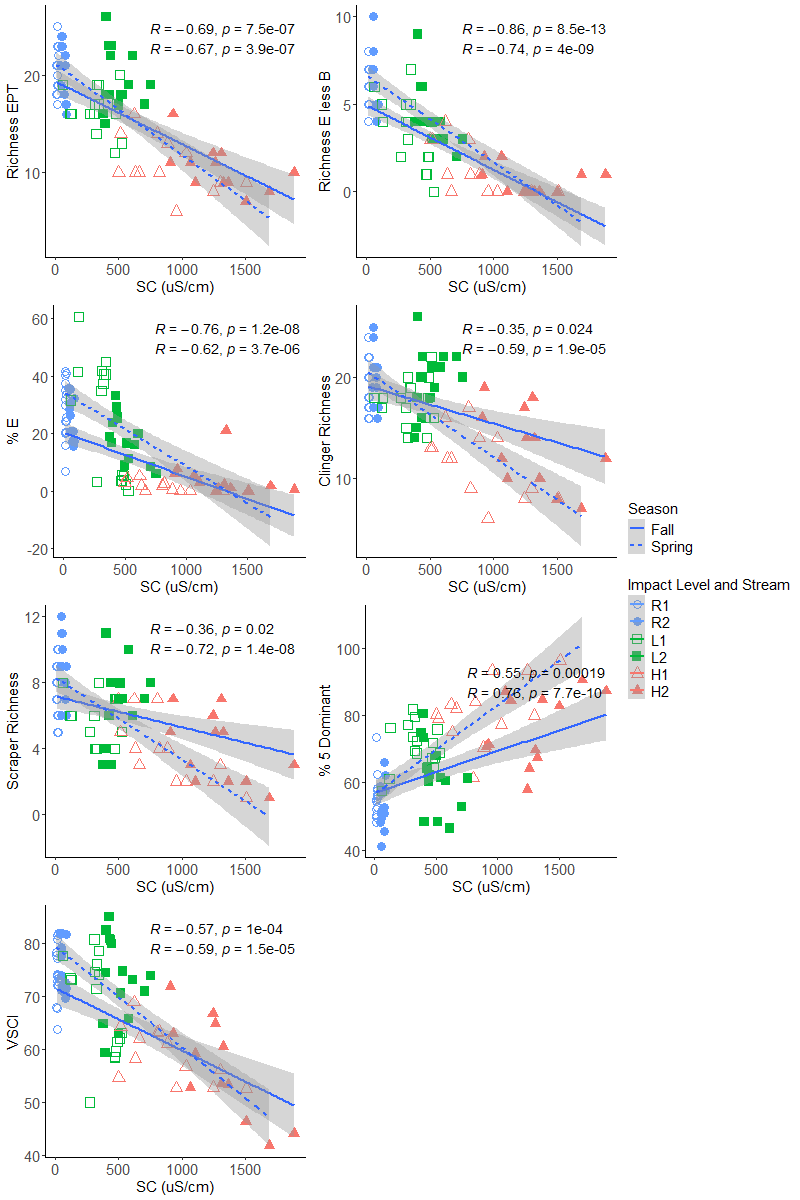 R = −0.69, p = 7.5e-07
R = −0.67, p = 3.9e-07
Richness EPT
20
10
0 500 1000 1500
SC (uS/cm)
R = −0.86, p = 8.5e-13
R = −0.74, p = 4e-09
Richness E less B
10
5
0
0 500 1000 1500
SC (uS/cm)
R = −0.76, p = 1.2e-08
R = −0.62, p = 3.7e-06
% E
60
40
20
0
-20
0 500 1000 1500
SC (uS/cm)
R = −0.35, p = 0.024
R = −0.59, p = 1.9e-05
Clinger Richness
20
10
0 500 1000 1500
SC (uS/cm)
Season
Fall
Spring
Impact Level and Stream
R1
R2
L1
L2
H1
H2
R = −0.36, p = 0.02
R = −0.72, p = 1.4e-08
Scraper Richness
12
8
4
0
0 500 1000 1500
SC (uS/cm)
R = 0.55, p = 0.00019
R = 0.76, p = 7.7e-10
% 5 Dominant
100
80
60
40
0 500 1000 1500
SC (uS/cm)
R = −0.57, p = 1e-04
R = −0.59, p = 1.5e-05
VSCI
80
70
60
50
40
0 500 1000 1500
SC (uS/cm)